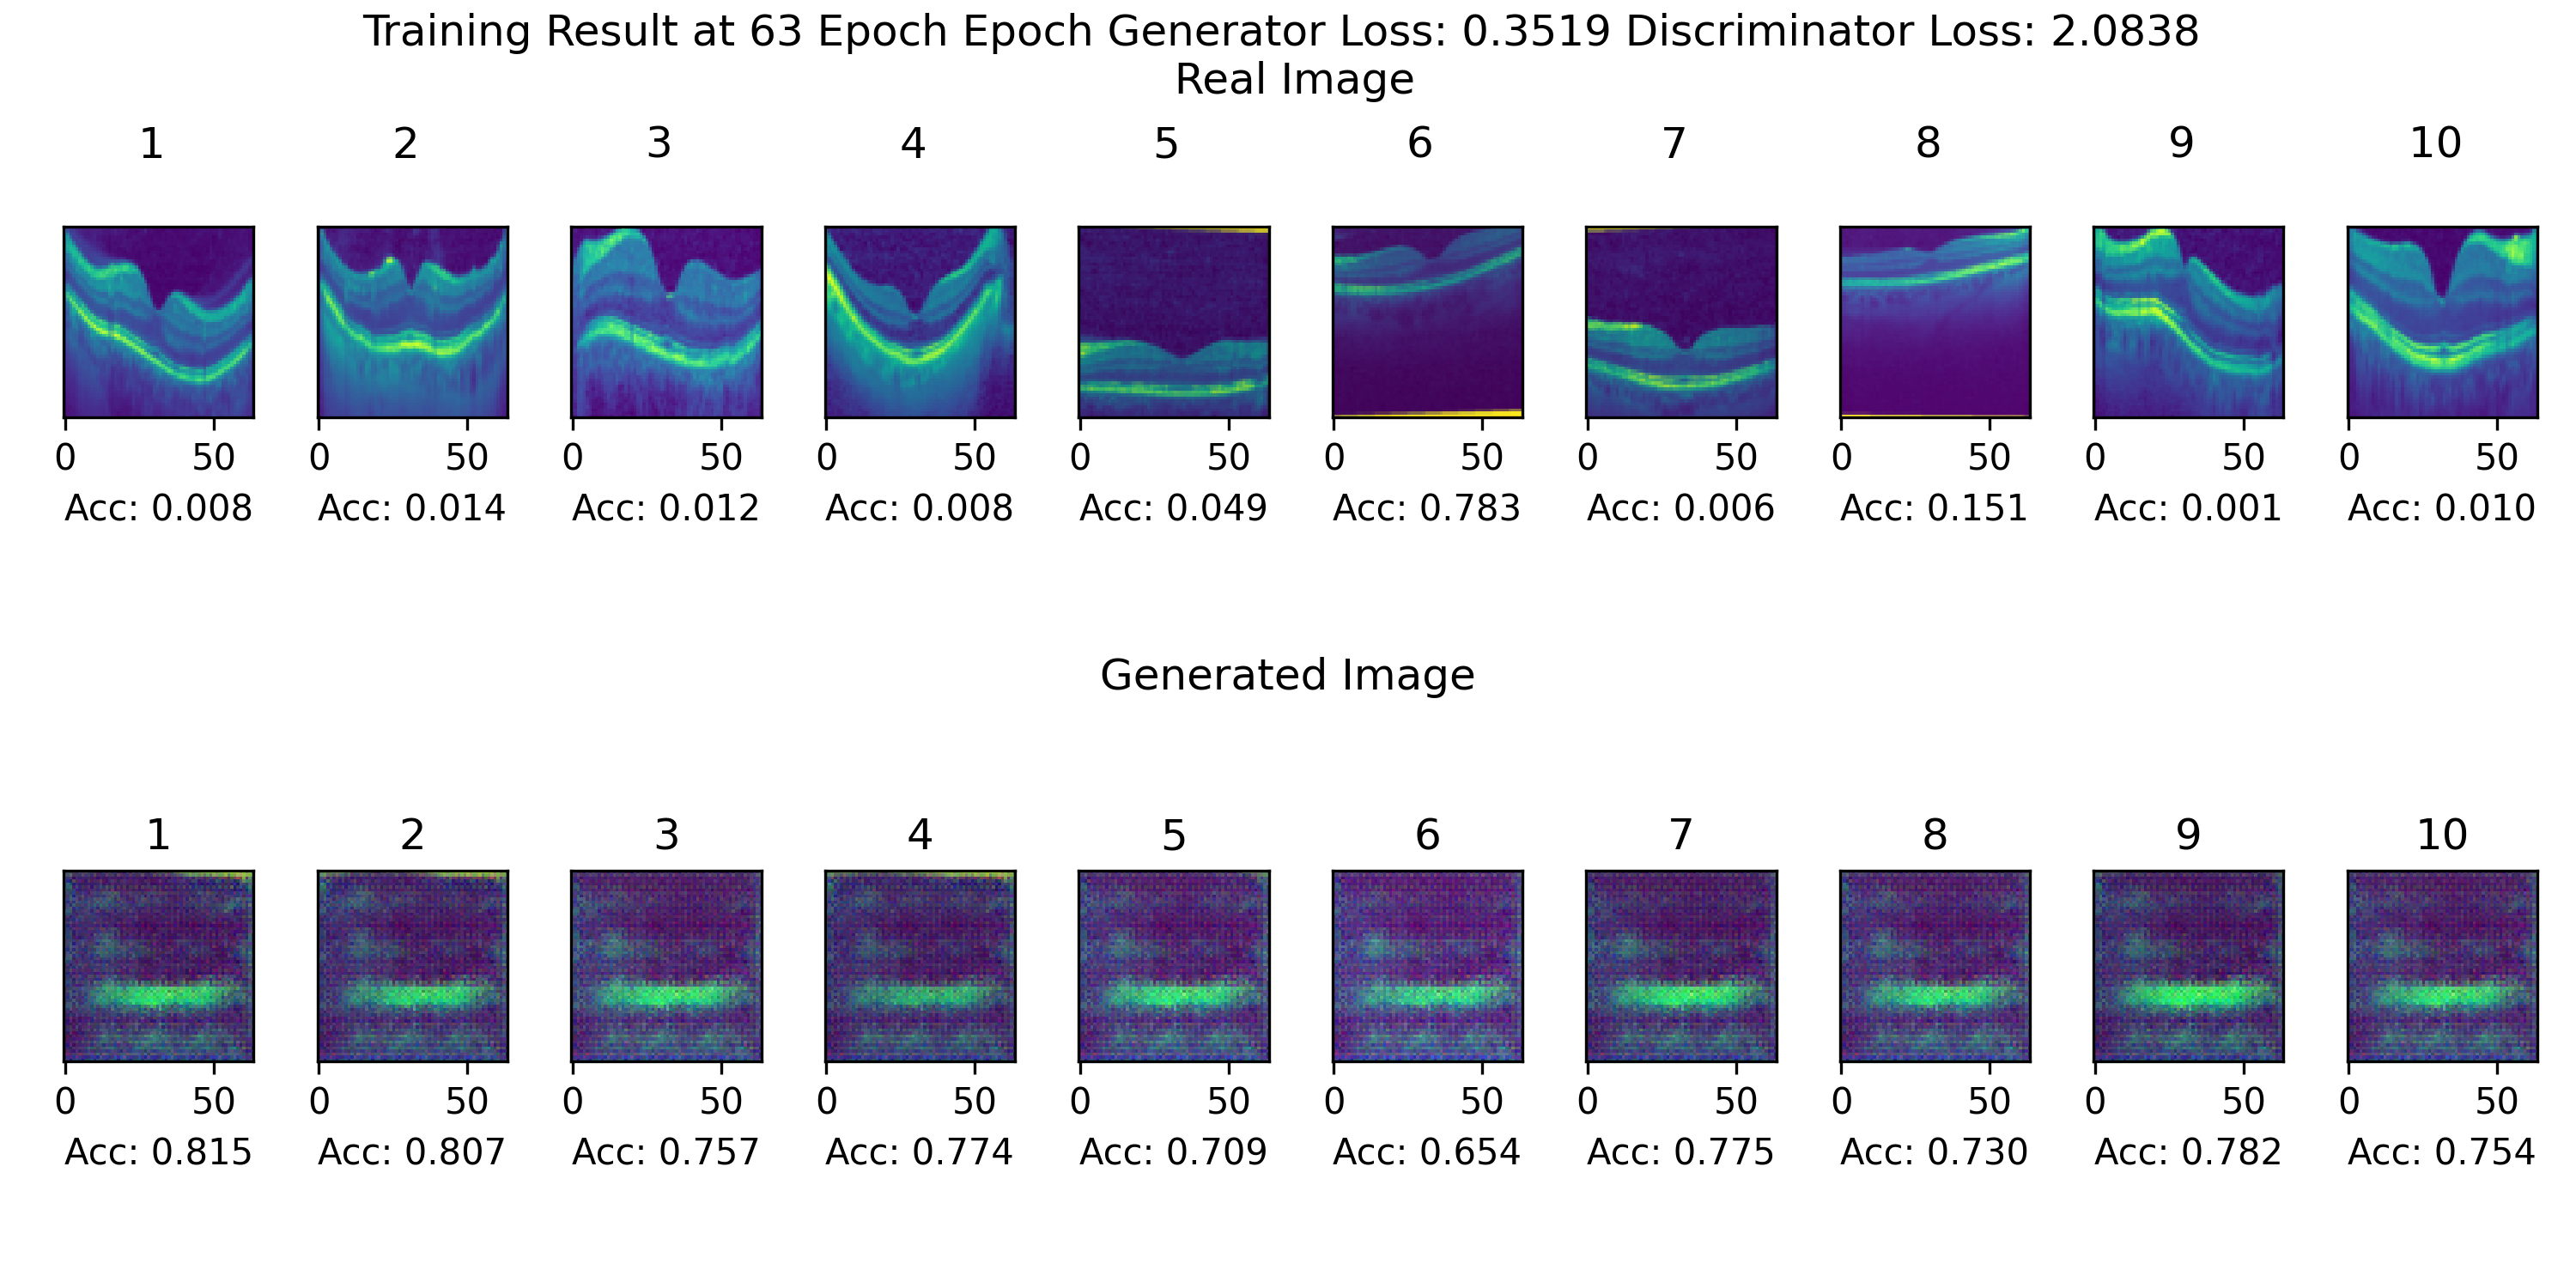 Training Result at 63 Epoch Epoch Generator Loss: 0.3519 Discriminator Loss: 2.0838
Real Image
1 2 3 4 5 6 7 8 9 10
0 50 0 50 0 50 0 50 0 50 0 50 0 50 0 50 0 50 0 50
Acc: 0.008 Acc: 0.014 Acc: 0.012 Acc: 0.008 Acc: 0.049 Acc: 0.783 Acc: 0.006 Acc: 0.151 Acc: 0.001 Acc: 0.010
Generated Image
1 2 3 4 5 6 7 8 9 10
0 50 0 50 0 50 0 50 0 50 0 50 0 50 0 50 0 50 0 50
Acc: 0.815 Acc: 0.807 Acc: 0.757 Acc: 0.774 Acc: 0.709 Acc: 0.654 Acc: 0.775 Acc: 0.730 Acc: 0.782 Acc: 0.754